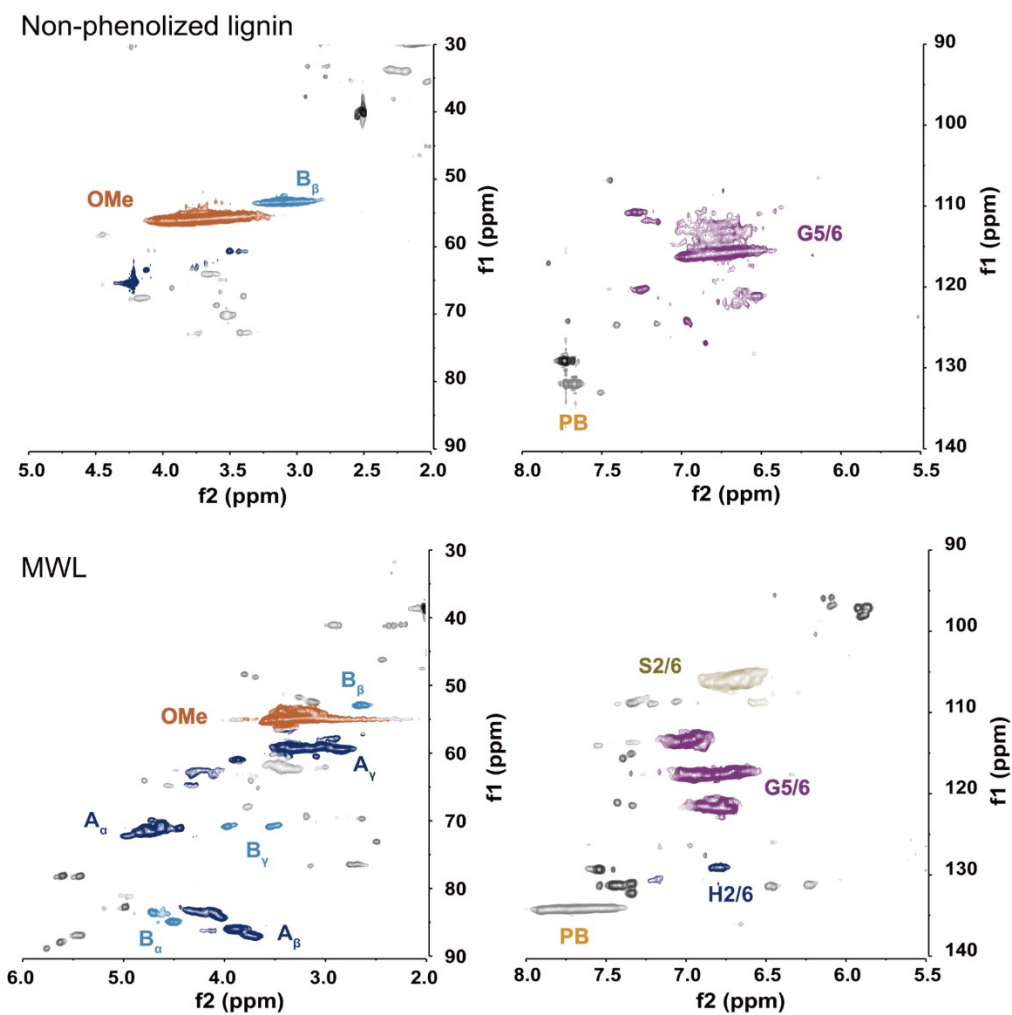 Non-phenolized lignin
30
40
50
60
70
80
90
f1 (ppm)
OMe
Bβ
5.0 4.5 4.0 3.5 3.0 2.5 2.0
f2 (ppm)
90
100
110
120
130
140
f1 (ppm)
G5/6
PB
8.0 7.5 7.0 6.5 6.0 5.5
f2 (ppm)
MWL
30
40
50
60
70
80
90
f1 (ppm)
Bβ
OMe
Aγ
Aα
Bγ
Bα
Aβ
6.0 5.0 4.0 3.0 2.0
f2 (ppm)
90
100
110
120
130
140
f1 (ppm)
S2/6
G5/6
H2/6
PB
8.0 7.5 7.0 6.5 6.0 5.5
f2 (ppm)